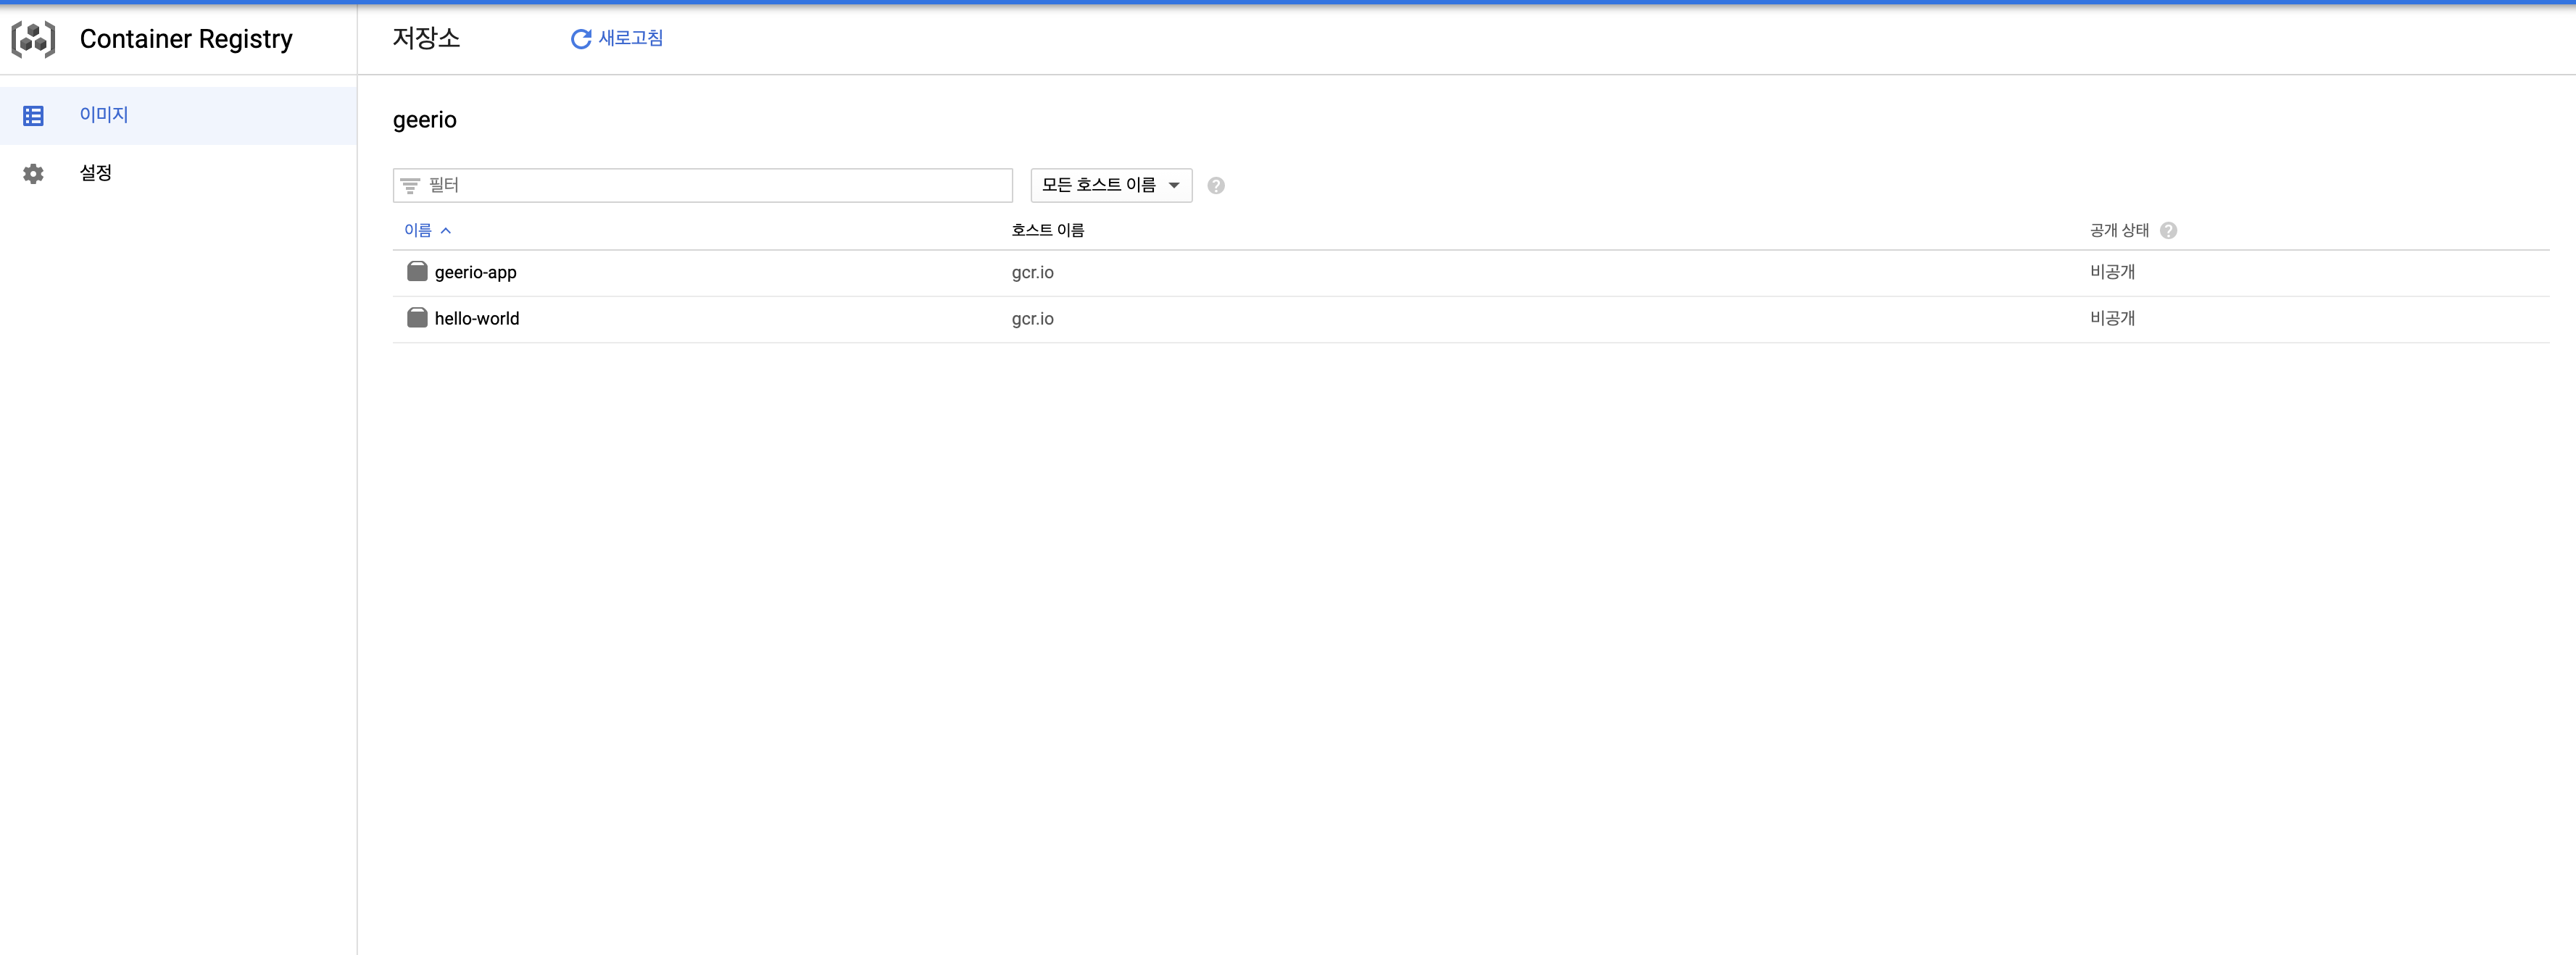 Container Registry
저장소
새로고침
이미지
설정
geerio
필터
모든 호스트 이름
이름 호스트 이름 공개 상태
geerio-app gcr.io 비공개
hello-world gcr.io 비공개